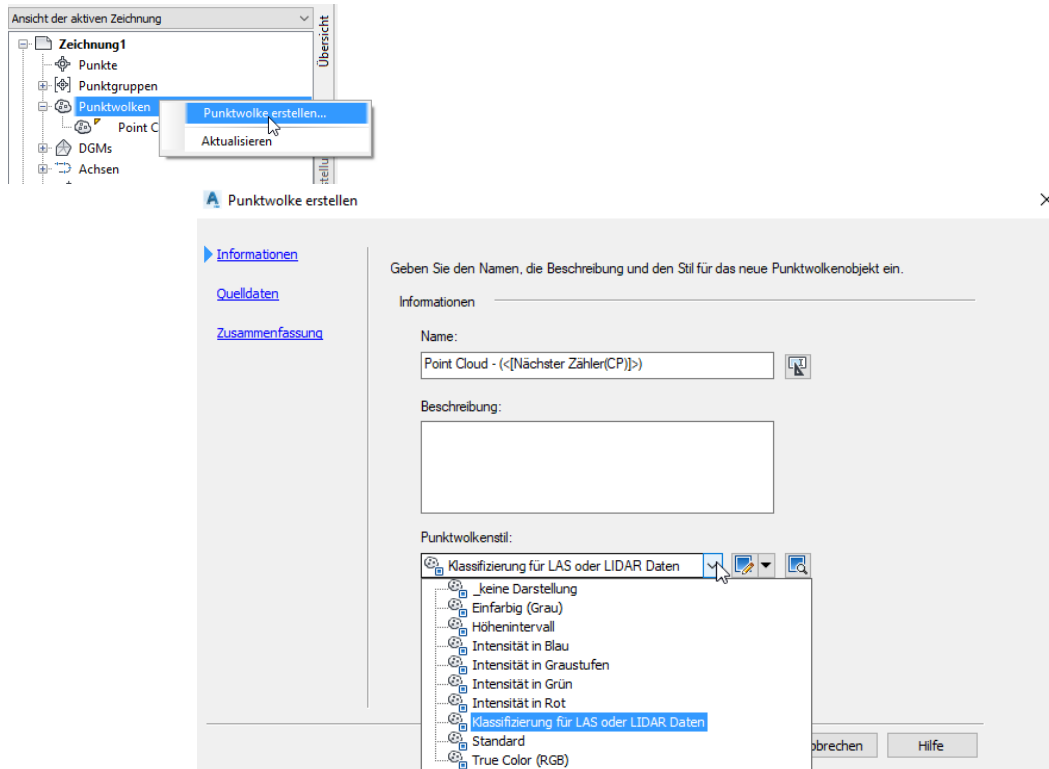 Ansicht der aktiven Zeichnung
Übersicht
Zeichnung1
Punkte
Punktgruppen
Punktwolken
Punktwolke erstellen...
Point C
Aktualisieren
DGMs
Achsen
Punktwolke erstellen
Informationen
Quelldaten
Zusammenfassung
Geben Sie den Namen, die Beschreibung und den Stil für das neue Punktwolkenobjekt ein.
Informationen
Name:
Point Cloud - (<[Nächster Zähler(CP)]>)
Beschreibung:
Punktwolkenstil:
Klassifizierung für LAS oder LIDAR Daten
_keine Darstellung
Einfarbig (Grau)
Höhenintervall
Intensität in Blau
Intensität in Graustufen
Intensität in Grün
Intensität in Rot
Klassifizierung für LAS oder LIDAR Daten
Standard
True Color (RGB)
bbrechen
Hilfe